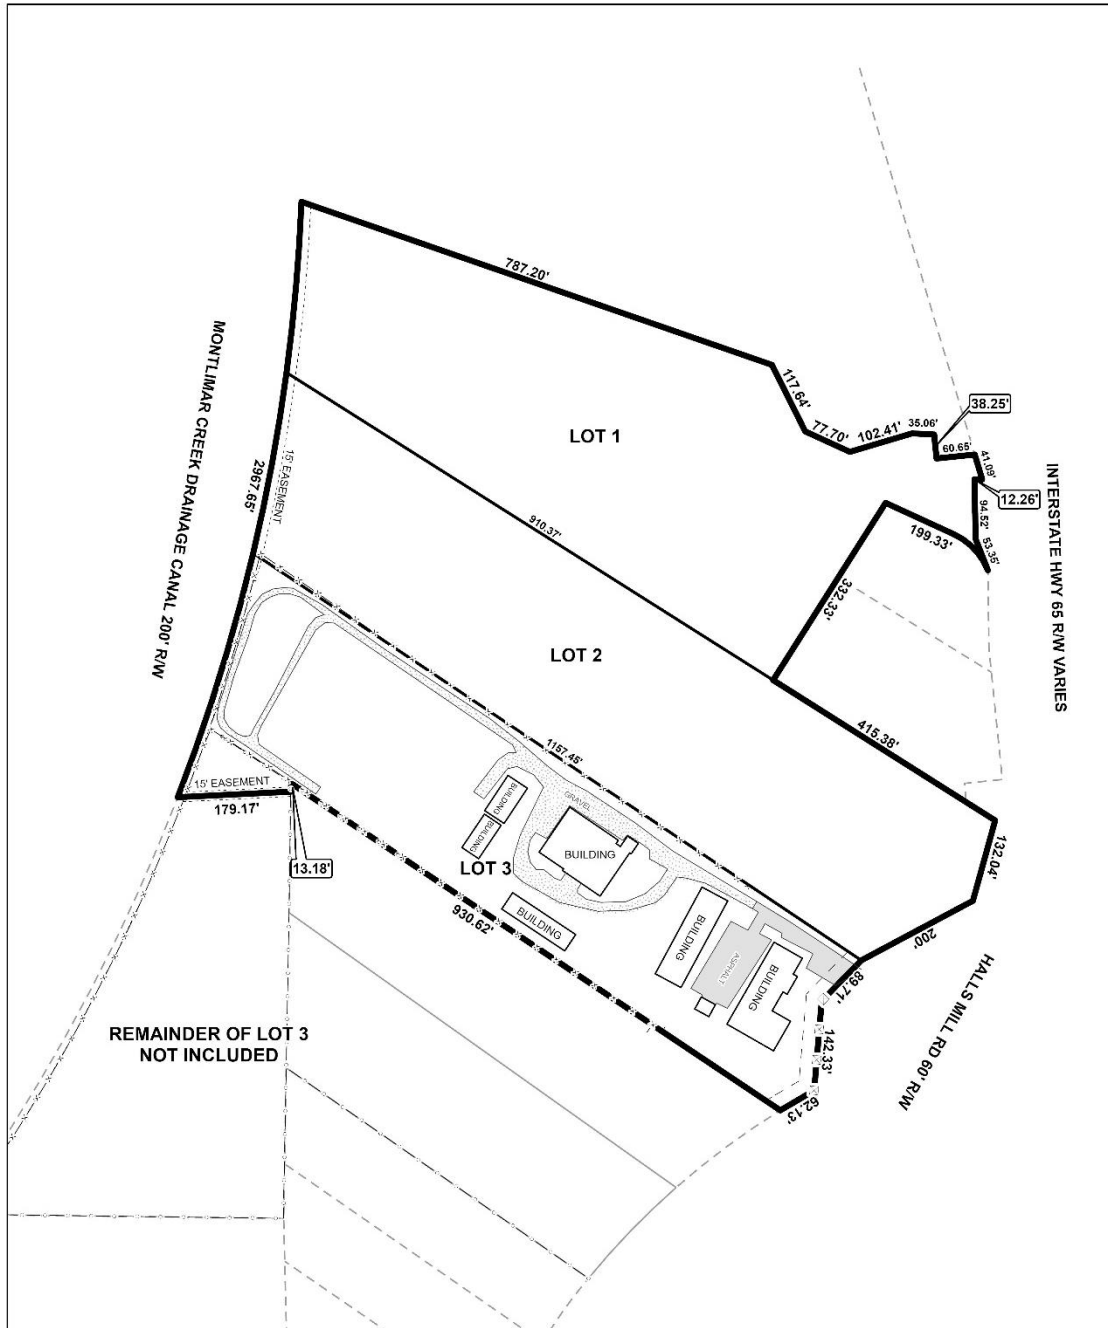 787.20'
117.64'
77.70'
102.41'
35.06'
38.25'
60.65'
41.09'
12.26'
94.52'
53.35'
199.33'
332.33'
LOT 1
INTERSTATE HWY 65 R/W VARIES
MONTLIMAR CREEK DRAINAGE CANAL 200' R/W
2967.65'
15' EASEMENT
910.37'
LOT 2
415.38'
1157.45'
132.04'
200'
HALLS MILL RD 60' R/W
89.71'
142.33'
62.13'
15' EASEMENT
179.17'
13.18'
GRAVEL
BUILDING
BUILDING
BUILDING
LOT 3
BUILDING
BUILDING
ASPHALT
BUILDING
930.62'
REMAINDER OF LOT 3
NOT INCLUDED